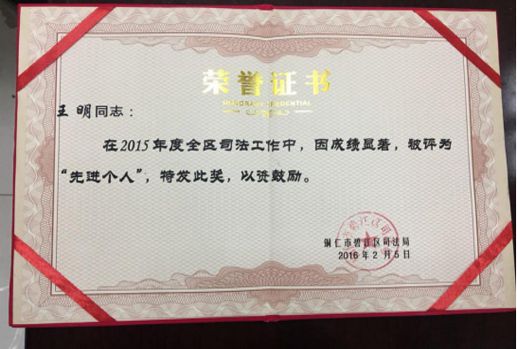 荣誉证书
HONORARY CREDENTIAL
王明同志：
在2015年度全区司法工作中，因成绩显著，被评为
“先进个人”，特发此奖，以资鼓励。
铜仁市碧江区司法局
2016年2月5日